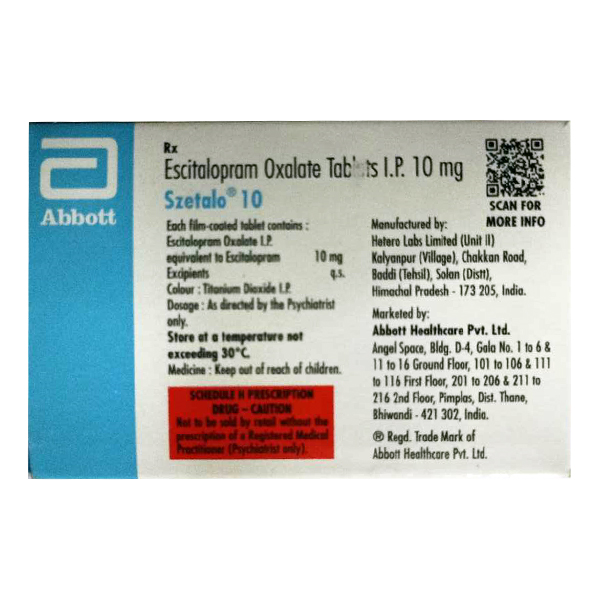 Abbott
Rx
Escitalopram Oxalate Tablets I.P. 10 mg
Szetalo® 10
Each film-coated tablet contains :
Escitalopram Oxalate I.P.
equivalent to Escitalopram 10 mg
Excipients q.s.
Colour : Titanium Dioxide I.P.
Dosage : As directed by the Psychiatrist
only.
Store at a temperature not
exceeding 30°C.
Medicine : Keep out of reach of children.
SCHEDULE H PRESCRIPTION
DRUG – CAUTION
Not to be sold by retail without the
prescription of a Registered Medical
Practitioner (Psychiatrist only).
SCAN FOR
MORE INFO
Manufactured by:
Hetero Labs Limited (Unit II)
Kalyanpur (Village), Chakkan Road,
Baddi (Tehsil), Solan (Distt),
Himachal Pradesh - 173 205, India.
Marketed by:
Abbott Healthcare Pvt. Ltd.
Angel Space, Bldg. D-4, Gala No. 1 to 6 &
11 to 16 Ground Floor, 101 to 106 & 111
to 116 First Floor, 201 to 206 & 211 to
216 2nd Floor, Pimplas, Dist. Thane,
Bhiwandi - 421 302, India.
® Regd. Trade Mark of
Abbott Healthcare Pvt. Ltd.